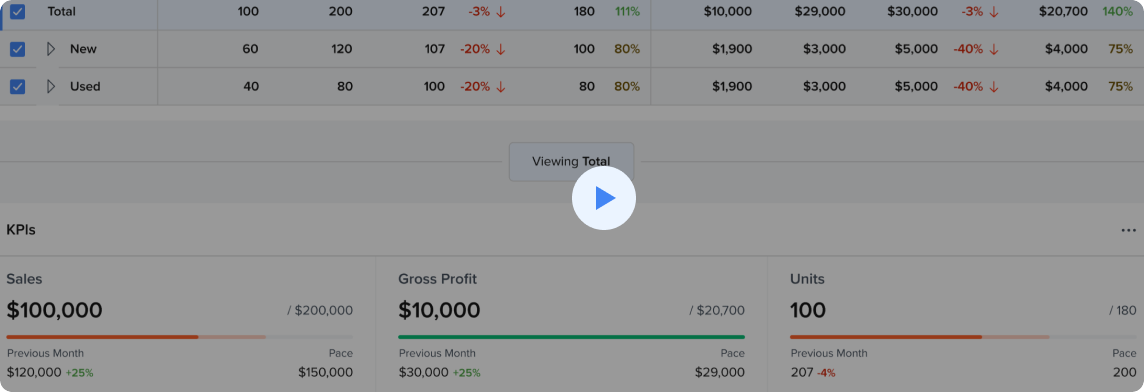 Total 100 200 207 -3% ↓ 180 111% $10,000 $29,000 $30,000 -3% ↓ $20,700 140%
New 60 120 107 -20% ↓ 100 80% $1,900 $3,000 $5,000 -40% ↓ $4,000 75%
Used 40 80 100 -20% ↓ 80 80% $1,900 $3,000 $5,000 -40% ↓ $4,000 75%
Viewing Total
KPIs
Sales
$100,000 / $200,000
Previous Month Pace
$120,000 +25% $150,000
Gross Profit
$10,000 / $20,700
Previous Month Pace
$30,000 +25% $29,000
Units
100 / 180
Previous Month Pace
207 -4% 200